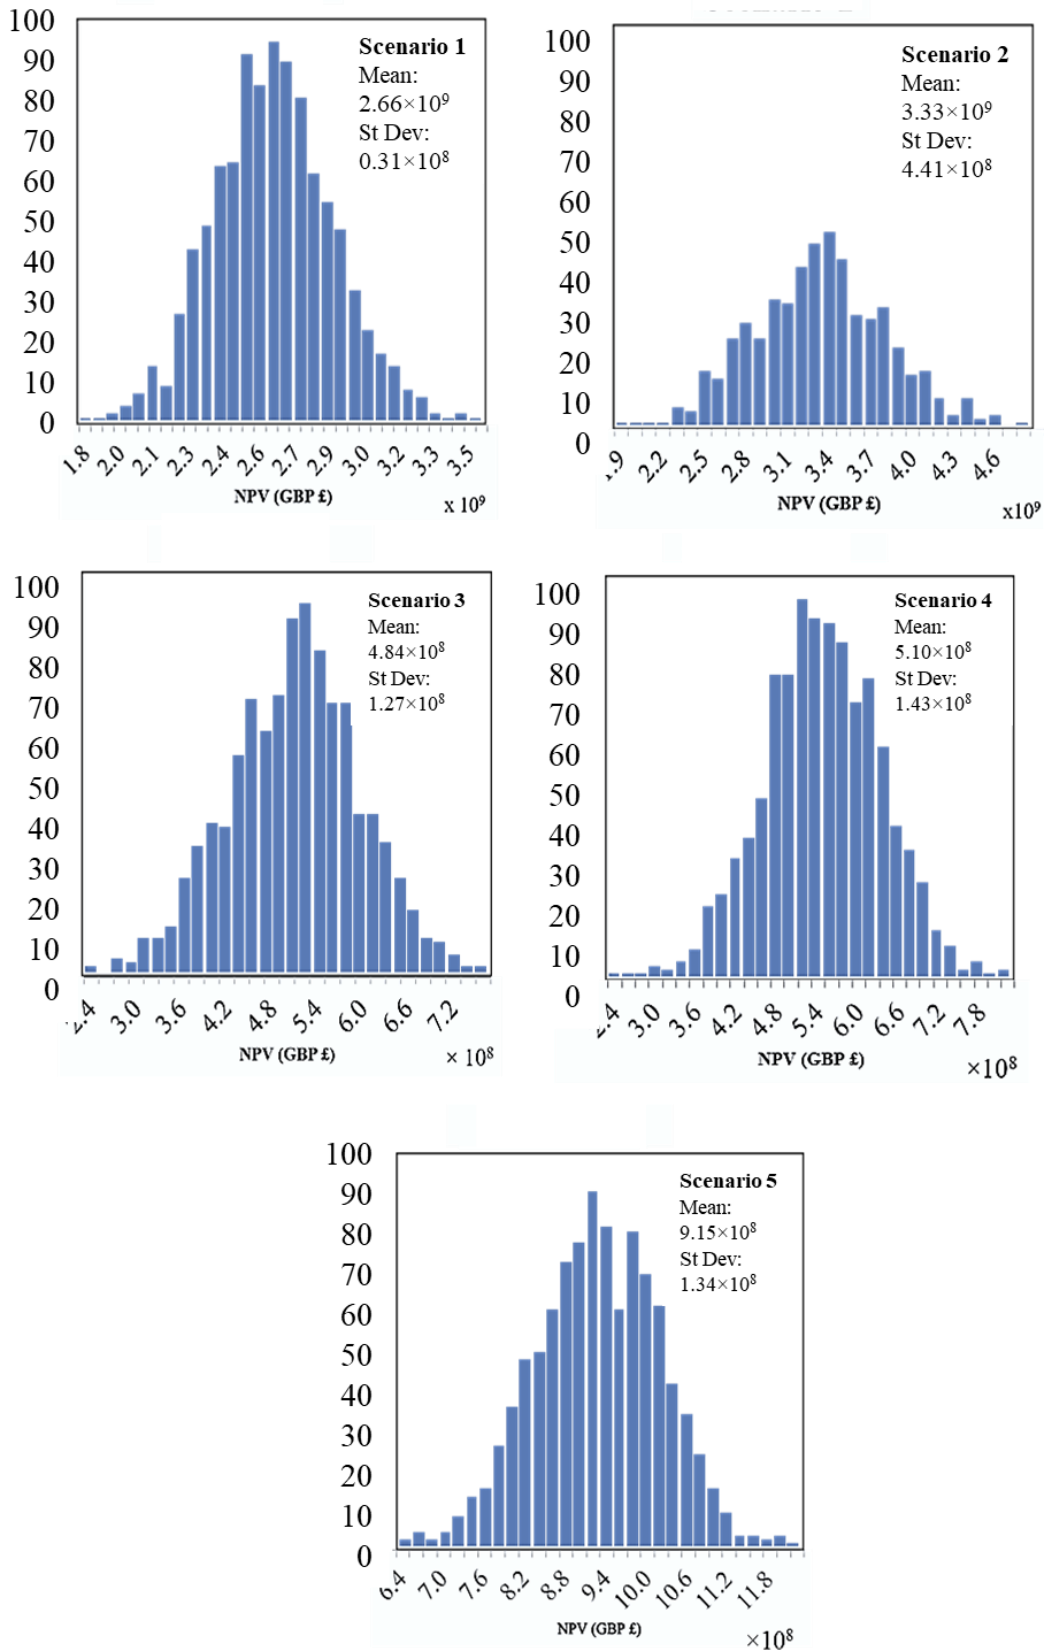 100
90
80
70
60
50
40
30
20
10
0
Scenario 1
Mean:
2.66×10⁹
St Dev:
0.31×10⁸
1.8 2.0 2.1 2.3 2.4 2.6 2.7 2.9 3.0 3.2 3.3 3.5
NPV (GBP £)
x 10⁹
100
90
80
70
60
50
40
30
20
10
0
Scenario 2
Mean:
3.33×10⁹
St Dev:
4.41×10⁸
.9 2.2 2.5 2.8 3.1 3.4 3.7 4.0 4.3 4.6
NPV (GBP £)
x10⁹
100
90
80
70
60
50
40
30
20
10
0
Scenario 3
Mean:
4.84×10⁸
St Dev:
1.27×10⁸
2.4 3.0 3.6 4.2 4.8 5.4 6.0 6.6 7.2
NPV (GBP £)
× 10⁸
100
90
80
70
60
50
40
30
20
10
0
Scenario 4
Mean:
5.10×10⁸
St Dev:
1.43×10⁸
2.4 3.0 3.6 4.2 4.8 5.4 6.0 6.6 7.2 7.8
NPV (GBP £)
×10⁸
100
90
80
70
60
50
40
30
20
10
0
Scenario 5
Mean:
9.15×10⁸
St Dev:
1.34×10⁸
6.4 7.0 7.6 8.2 8.8 9.4 10.0 10.6 11.2 11.8
NPV (GBP £)
×10⁸